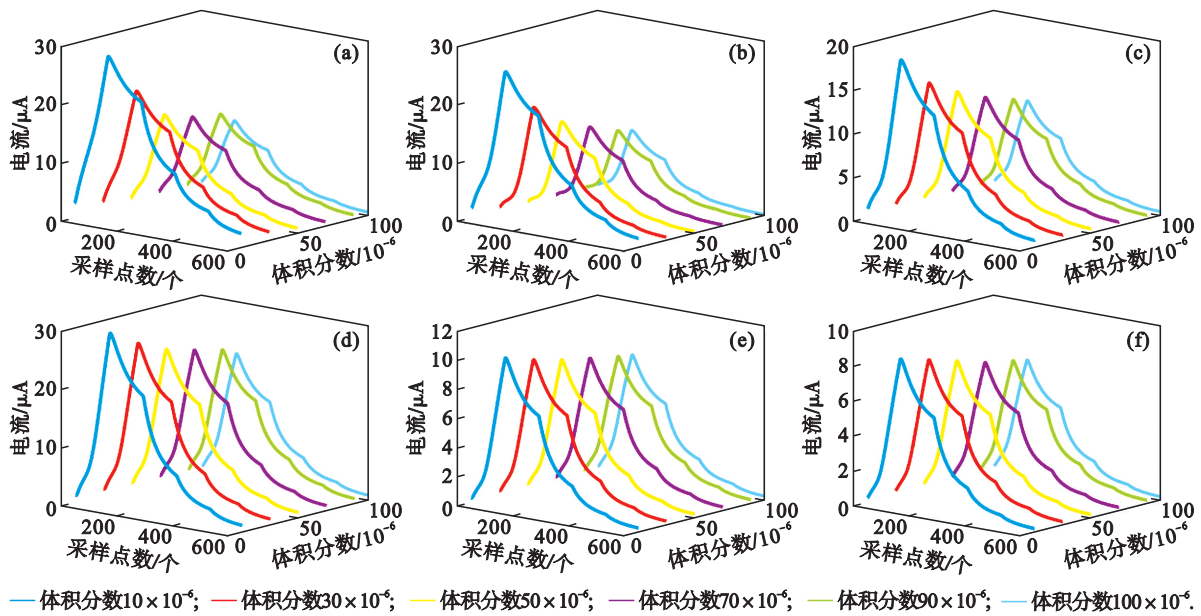 (a)
30
20
10
0
电流/μA
200
400
600
采样点数/个
0
50
100
体积分数/10⁻⁶
(b)
30
20
10
0
电流/μA
200
400
600
采样点数/个
0
50
100
体积分数/10⁻⁶
(c)
20
15
10
5
0
电流/μA
200
400
600
采样点数/个
0
50
100
体积分数/10⁻⁶
(d)
30
20
10
0
电流/μA
200
400
600
采样点数/个
0
50
100
体积分数/10⁻⁶
(e)
12
10
8
6
4
2
0
电流/μA
200
400
600
采样点数/个
0
50
100
体积分数/10⁻⁶
(f)
10
8
6
4
2
0
电流/μA
200
400
600
采样点数/个
0
50
100
体积分数/10⁻⁶
体积分数10×10⁻⁶; 体积分数30×10⁻⁶; 体积分数50×10⁻⁶; 体积分数70×10⁻⁶; 体积分数90×10⁻⁶; 体积分数100×10⁻⁶